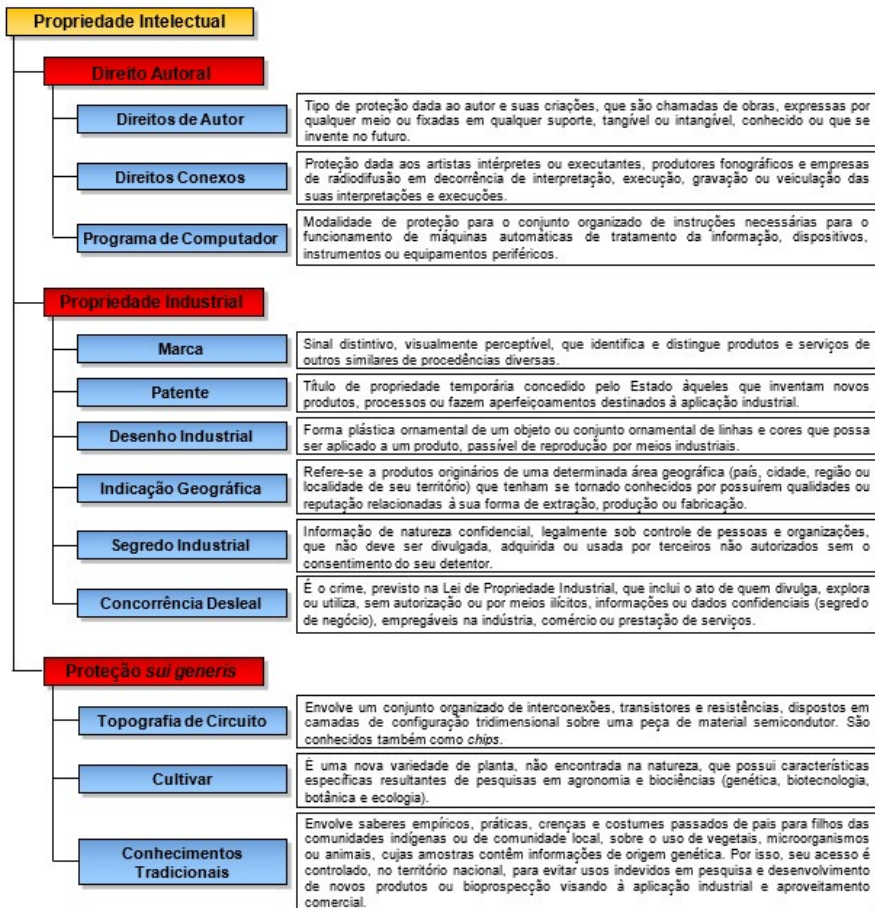 Propriedade Intelectual
Direito Autoral
Direitos de Autor
Tipo de proteção dada ao autor e suas criações, que são chamadas de obras, expressas por
qualquer meio ou fixadas em qualquer suporte, tangível ou intangível, conhecido ou que se
invente no futuro.
Direitos Conexos
Proteção dada aos artistas intérpretes ou executantes, produtores fonográficos e empresas
de radiodifusão em decorrência de interpretação, execução, gravação ou veiculação das
suas interpretações e execuções.
Programa de Computador
Modalidade de proteção para o conjunto organizado de instruções necessárias para o
funcionamento de máquinas automáticas de tratamento da informação, dispositivos,
instrumentos ou equipamentos periféricos.
Propriedade Industrial
Marca
Sinal distintivo, visualmente perceptível, que identifica e distingue produtos e serviços de
outros similares de procedências diversas.
Patente
Título de propriedade temporária concedido pelo Estado àqueles que inventam novos
produtos, processos ou fazem aperfeiçoamentos destinados à aplicação industrial.
Desenho Industrial
Forma plástica ornamental de um objeto ou conjunto ornamental de linhas e cores que possa
ser aplicado a um produto, passível de reprodução por meios industriais.
Indicação Geográfica
Refere-se a produtos originários de uma determinada área geográfica (país, cidade, região ou
localidade de seu território) que tenham se tornado conhecidos por possuírem qualidades ou
reputação relacionadas à sua forma de extração, produção ou fabricação.
Segredo Industrial
Informação de natureza confidencial, legalmente sob controle de pessoas e organizações,
que não deve ser divulgada, adquirida ou usada por terceiros não autorizados sem o
consentimento do seu detentor.
Concorrência Desleal
É o crime, previsto na Lei de Propriedade Industrial, que inclui o ato de quem divulga, explora
ou utiliza, sem autorização ou por meios ilícitos, informações ou dados confidenciais (segredo
de negócio), empregáveis na indústria, comércio ou prestação de serviços.
Proteção sui generis
Topografia de Circuito
Envolve um conjunto organizado de interconexões, transistores e resistências, dispostos em
camadas de configuração tridimensional sobre uma peça de material semicondutor. São
conhecidos também como chips.
Cultivar
É uma nova variedade de planta, não encontrada na natureza, que possui características
específicas resultantes de pesquisas em agronomia e biociências (genética, biotecnologia,
botânica e ecologia).
Conhecimentos
Tradicionais
Envolve saberes empíricos, práticas, crenças e costumes passados de pais para filhos das
comunidades indígenas ou de comunidade local, sobre o uso de vegetais, microorganismos
ou animais, cujas amostras contêm informações de origem genética. Por isso, seu acesso é
controlado, no território nacional, para evitar usos indevidos em pesquisa e desenvolvimento
de novos produtos ou bioprospecção visando à aplicação industrial e aproveitamento
comercial.